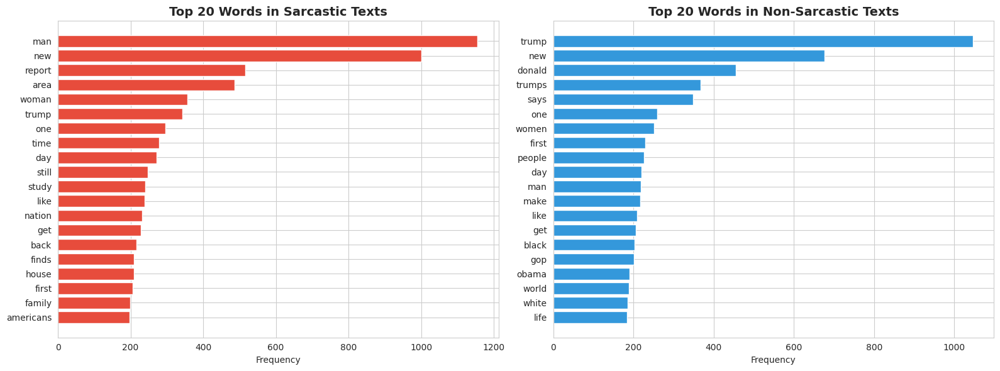 Top 20 Words in Sarcastic Texts
man
new
report
area
woman
trump
one
time
day
still
study
like
nation
get
back
finds
house
first
family
americans
0 200 400 600 800 1000 1200
Frequency
Top 20 Words in Non-Sarcastic Texts
trump
new
donald
trumps
says
one
women
first
people
day
man
make
like
get
black
gop
obama
world
white
life
0 200 400 600 800 1000
Frequency